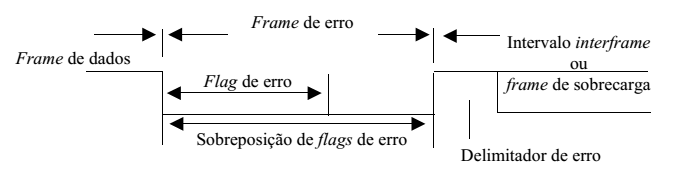 Frame de erro
Frame de dados
Intervalo interframe
ou
frame de sobrecarga
Flag de erro
Sobreposição de flags de erro
Delimitador de erro